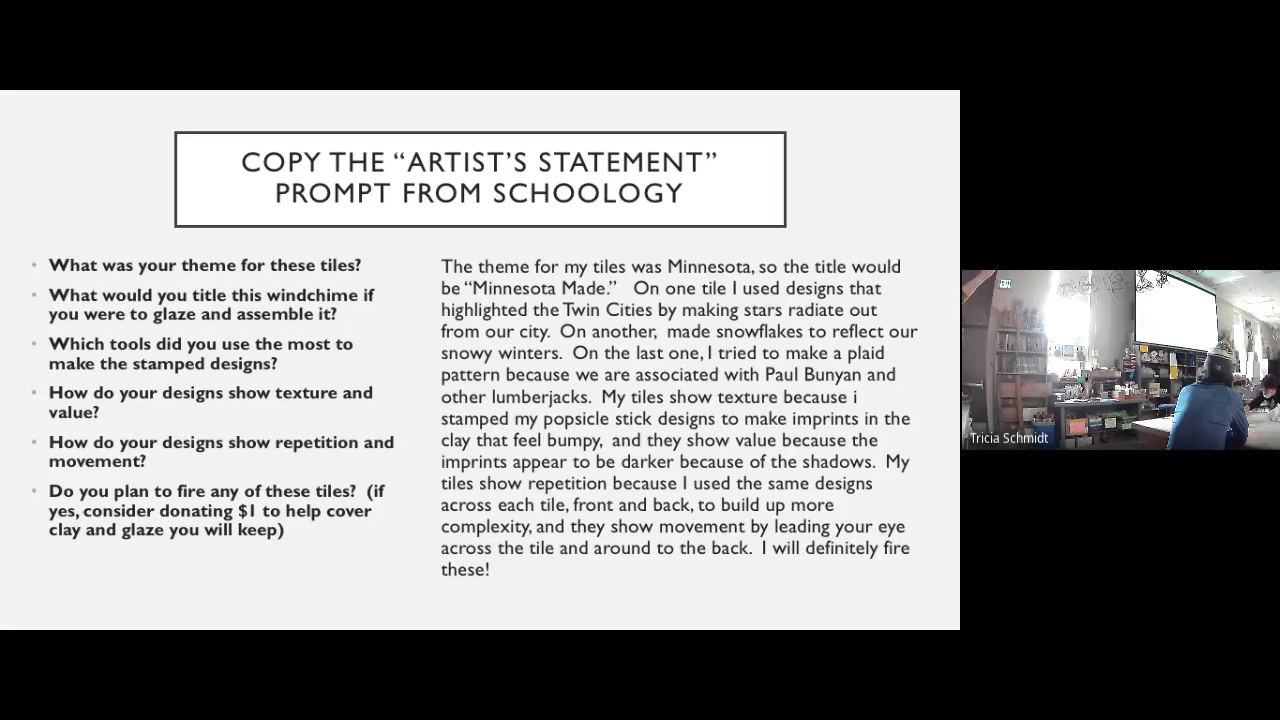 COPY THE “ARTIST’S STATEMENT”
PROMPT FROM SCHOOLOGY
• What was your theme for these tiles?
• What would you title this windchime if
you were to glaze and assemble it?
• Which tools did you use the most to
make the stamped designs?
• How do your designs show texture and
value?
• How do your designs show repetition and
movement?
• Do you plan to fire any of these tiles?  (if
yes, consider donating $1 to help cover
clay and glaze you will keep)
The theme for my tiles was Minnesota, so the title would
be “Minnesota Made.”   On one tile I used designs that
highlighted the Twin Cities by making stars radiate out
from our city.  On another,  made snowflakes to reflect our
snowy winters.  On the last one, I tried to make a plaid
pattern because we are associated with Paul Bunyan and
other lumberjacks.  My tiles show texture because i
stamped my popsicle stick designs to make imprints in the
clay that feel bumpy,  and they show value because the
imprints appear to be darker because of the shadows.  My
tiles show repetition because I used the same designs
across each tile, front and back, to build up more
complexity, and they show movement by leading your eye
across the tile and around to the back.  I will definitely fire
these!
Tricia Schmidt